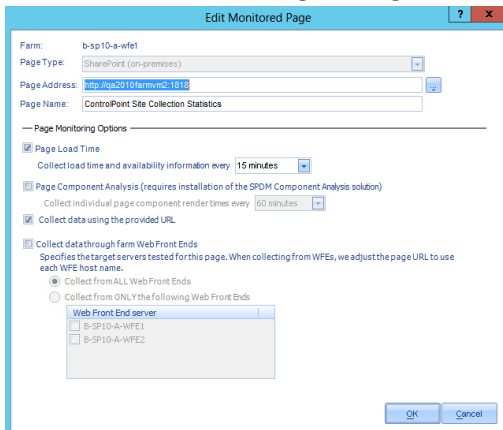 Edit Monitored Page
? x
Farm: b-sp10-a-wfe1
Page Type: SharePoint (on-premises)
Page Address: http://qa2010farmvm2:1818
...
Page Name: ControlPoint Site Collection Statistics
Page Monitoring Options
Page Load Time
Collect load time and availability information every 15 minutes
Page Component Analysis (requires installation of the SPDM Component Analysis solution)
Collect individual page component render times every 60 minutes
Collect data using the provided URL
Collect data through farm Web Front Ends
Specifies the target servers tested for this page. When collecting from WFEs, we adjust the page URL to use
each WFE host name.
Collect from ALL Web Front Ends
Collect from ONLY the following Web Front Ends
Web Front End server
B-SP10-A-WFE1
B-SP10-A-WFE2
OK Cancel